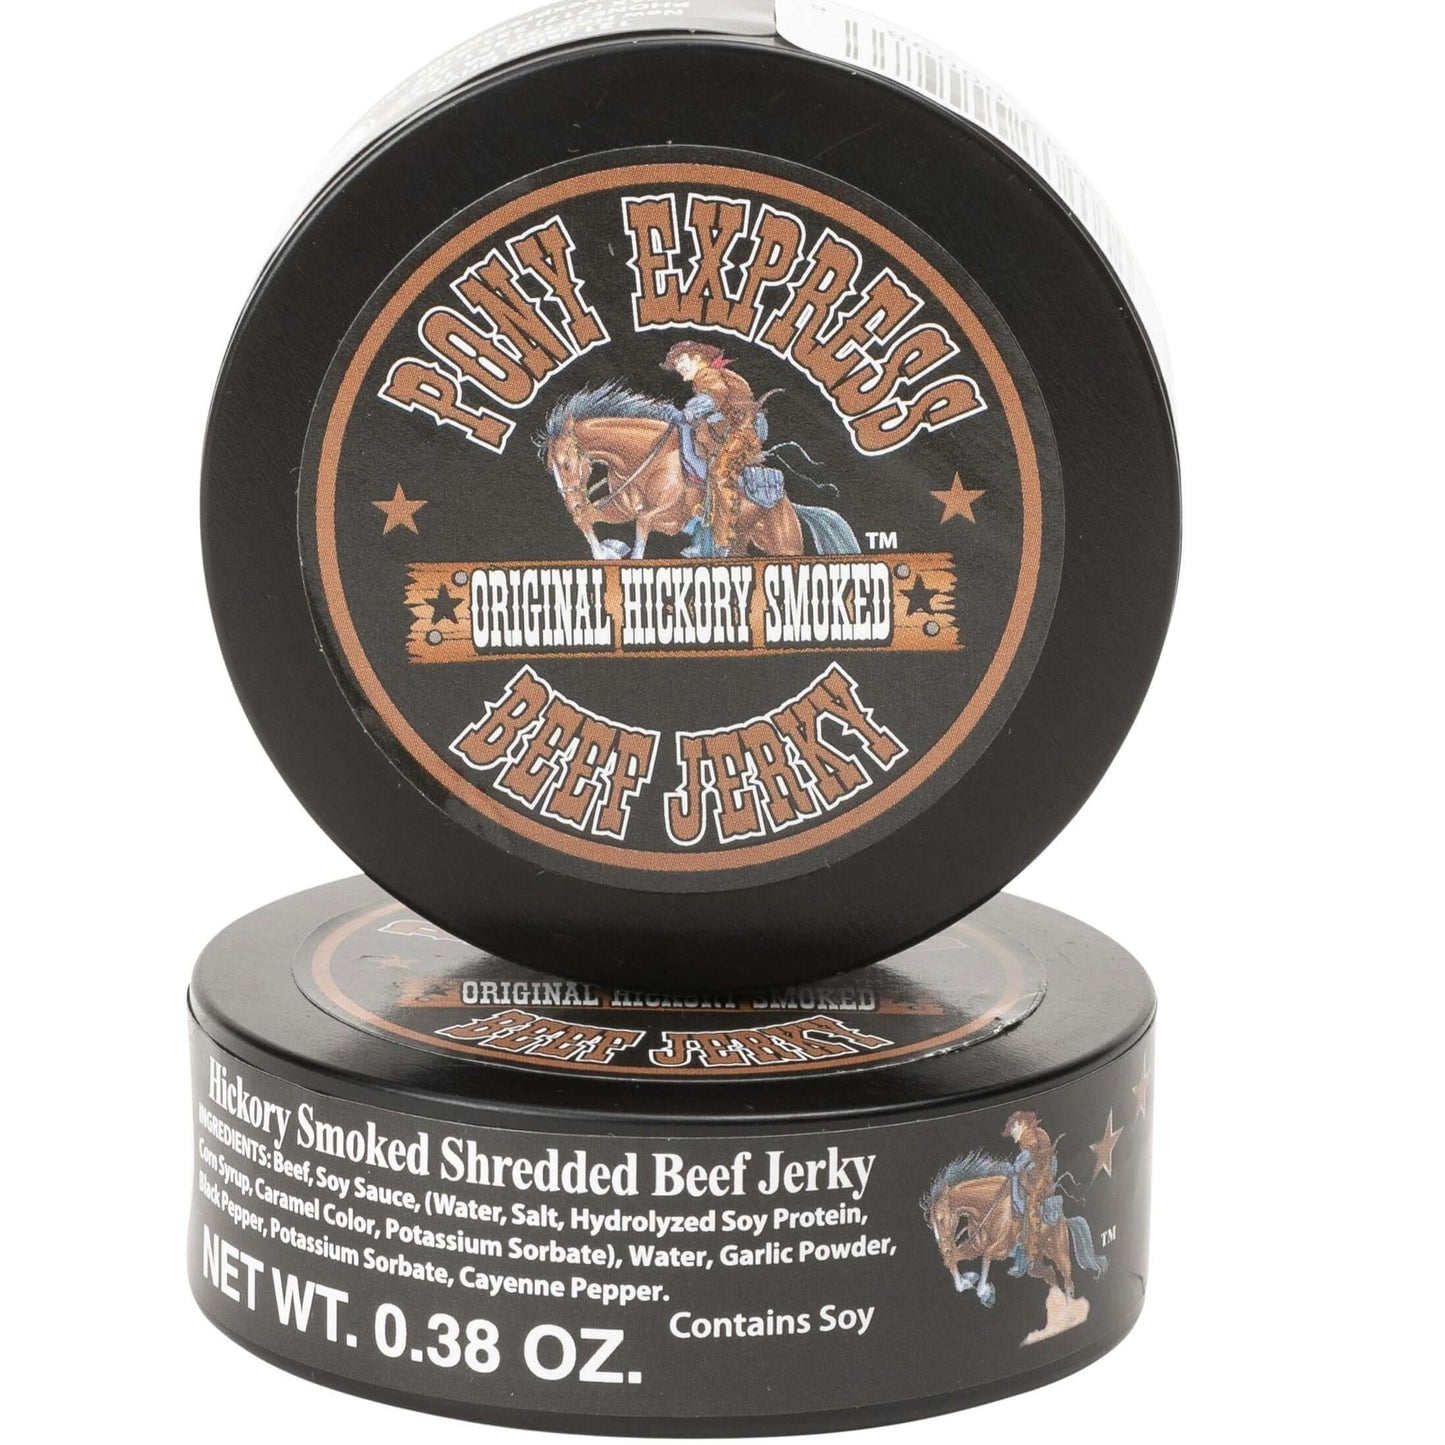 PONY EXPRESS
TM
ORIGINAL HICKORY SMOKED
BEEF JERKY
ORIGINAL HICKORY SMOKED
BEEF JERKY
Hickory Smoked Shredded Beef Jerky
INGREDIENTS: Beef, Soy Sauce, (Water, Salt, Hydrolyzed Soy Protein,
Corn Syrup, Caramel Color, Potassium Sorbate), Water, Garlic Powder,
Black Pepper, Potassium Sorbate, Cayenne Pepper.
NET WT. 0.38 OZ.
Contains Soy
TM